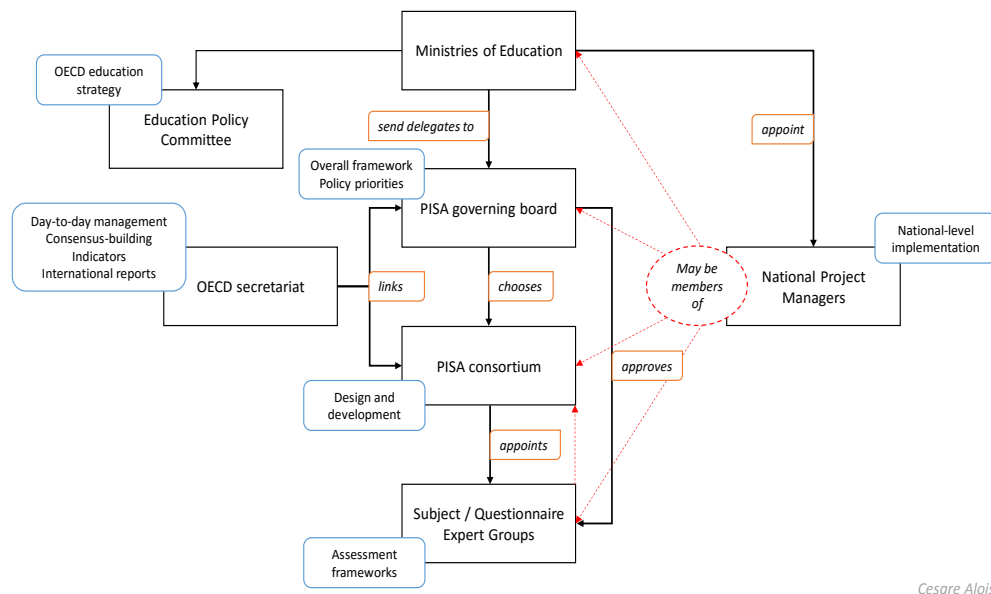 Ministries of Education
OECD education
strategy
Education Policy
Committee
send delegates to
appoint
Overall framework
Policy priorities
PISA governing board
Day-to-day management
Consensus-building
Indicators
International reports
OECD secretariat
links
chooses
May be
members
of
National-level
implementation
National Project
Managers
PISA consortium
approves
Design and
development
appoints
Subject / Questionnaire
Expert Groups
Assessment
frameworks
Cesare Alois